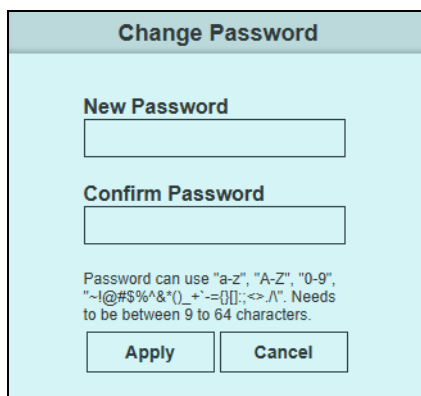 Change Password
New Password
Confirm Password
Password can use "a-z", "A-Z", "0-9",
"~!@#$%^&*()_+`-={}[]:;<>./\". Needs
to be between 9 to 64 characters.
Apply
Cancel